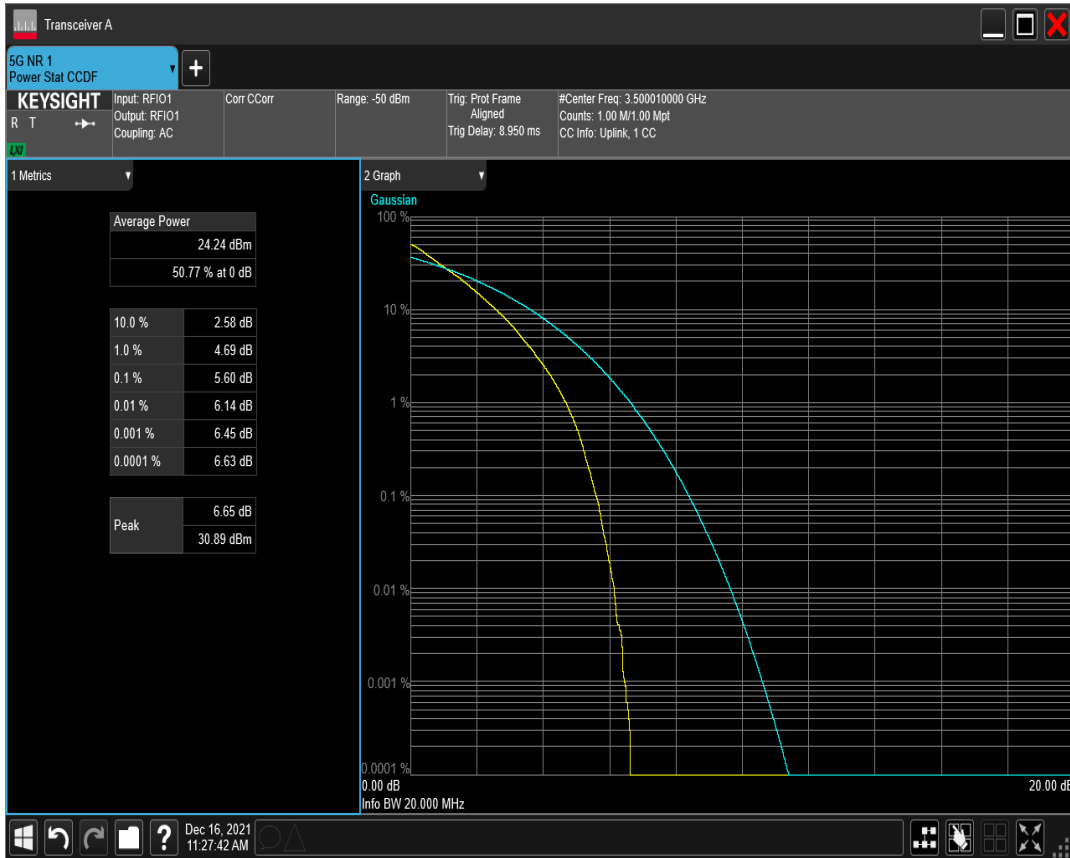 Transceiver A
5G NR 1
Power Stat CCDF
KEYSIGHT
R T
LXI
Input: RFIO1
Output: RFIO1
Coupling: AC
Corr CCorr
Range: -50 dBm
Trig: Prot Frame
Aligned
Trig Delay: 8.950 ms
#Center Freq: 3.500010000 GHz
Counts: 1.00 M/1.00 Mpt
CC Info: Uplink, 1 CC
1 Metrics
Average Power
24.24 dBm
50.77 % at 0 dB
10.0 % 2.58 dB
1.0 % 4.69 dB
0.1 % 5.60 dB
0.01 % 6.14 dB
0.001 % 6.45 dB
0.0001 % 6.63 dB
Peak
6.65 dB
30.89 dBm
2 Graph
Gaussian
100 %
10 %
1 %
0.1 %
0.01 %
0.001 %
0.0001 %
0.00 dB 20.00 dB
Info BW 20.000 MHz
? Dec 16, 2021
11:27:42 AM